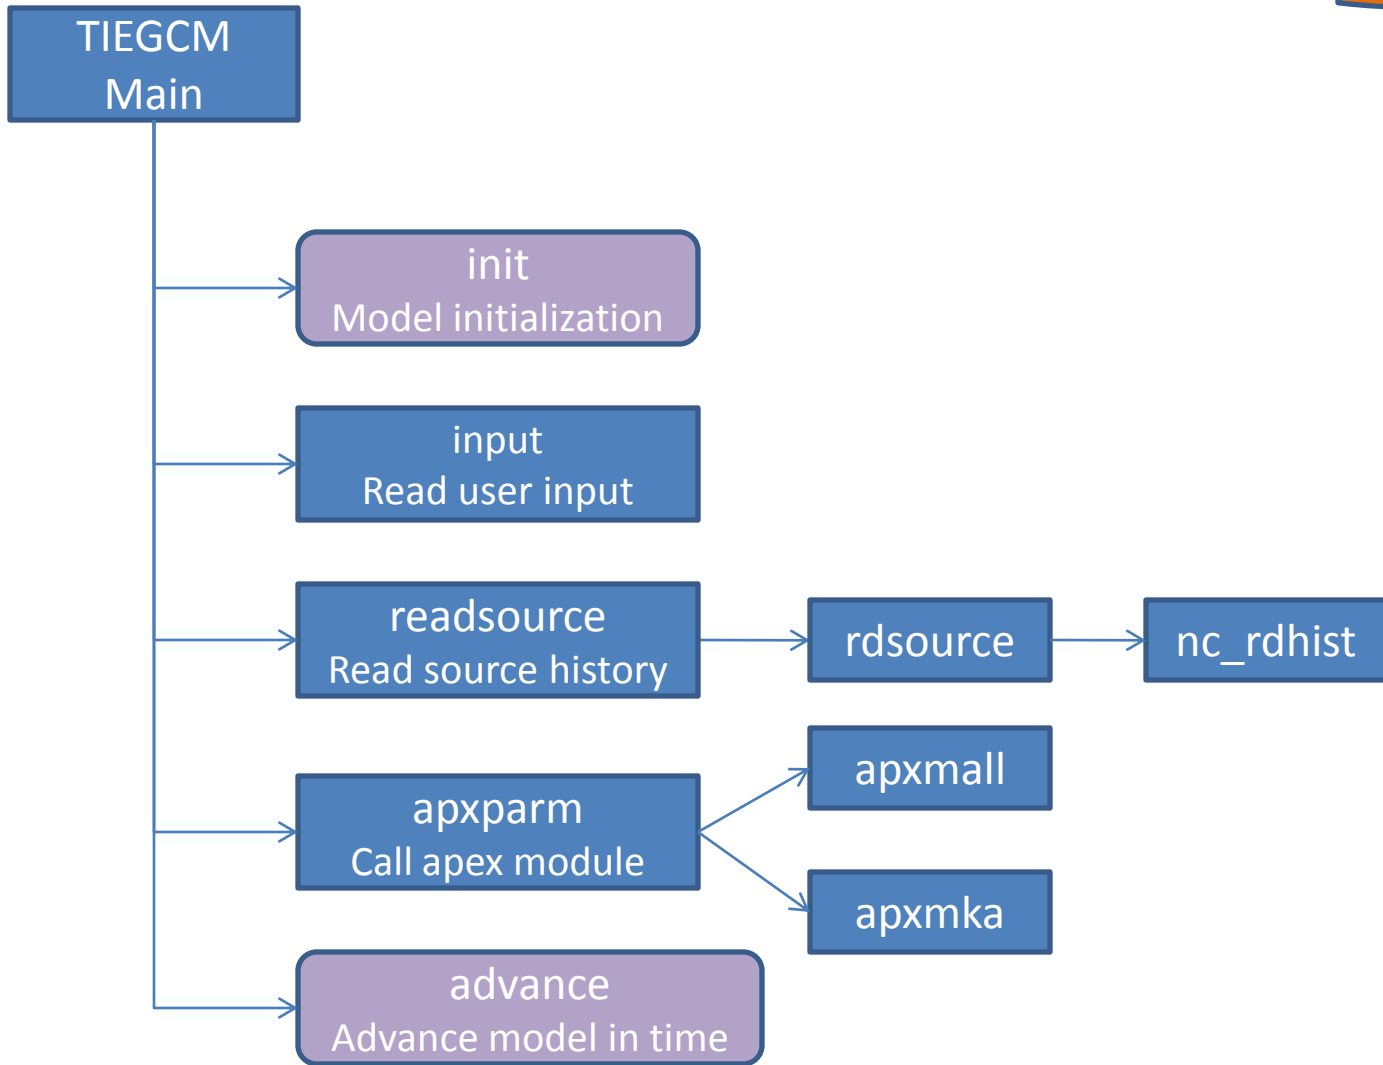 TIEGCM
Main
init
Model initialization
input
Read user input
readsource
Read source history
rdsource
nc_rdhist
apxparm
Call apex module
apxmall
apxmka
advance
Advance model in time